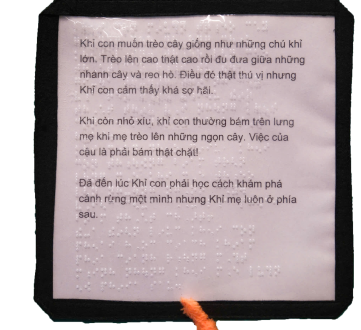 Khỉ con muốn trèo cây giống như những chú khỉ
lớn. Trèo lên cao thật cao rồi đu đưa giữa những
nhành cây và reo hò. Điều đó thật thú vị nhưng
Khỉ con cảm thấy khá sợ hãi.
Khi còn nhỏ xíu, khỉ con thường bám trên lưng
mẹ khi mẹ trèo lên những ngọn cây. Việc của
cậu là phải bám thật chặt!
Đã đến lúc Khỉ con phải học cách khám phá
cánh rừng một mình nhưng Khỉ mẹ luôn ở phía
sau.